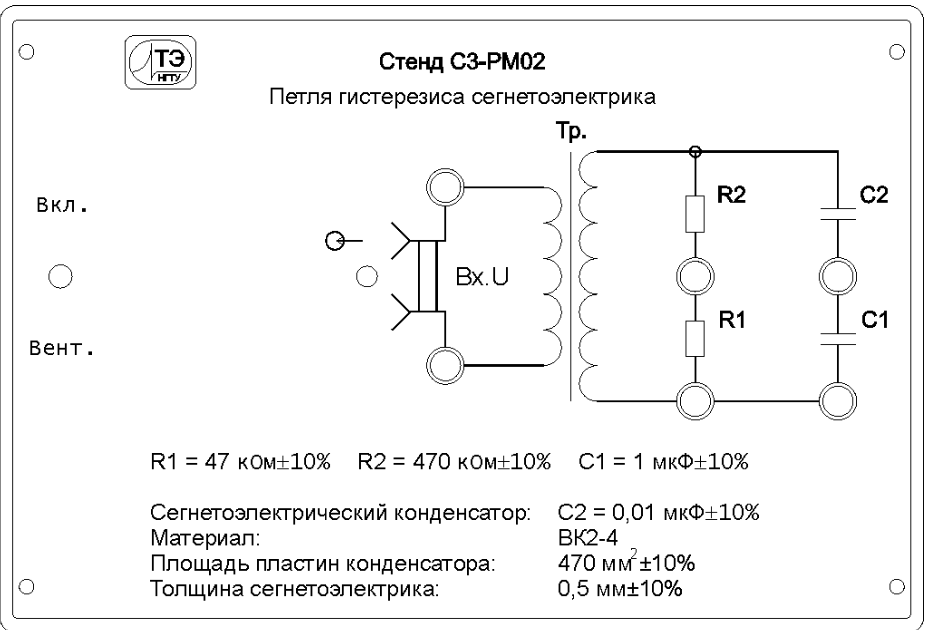 ТЭ
НГТУ
Стенд С3-РМ02
Петля гистерезиса сегнетоэлектрика
Тр.
Вкл.
R2
C2
Вх.U
R1
C1
Вент.
R1 = 47 кОм±10% R2 = 470 кОм±10% C1 = 1 мкФ±10%
Сегнетоэлектрический конденсатор: C2 = 0,01 мкФ±10%
Материал: ВК2-4
Площадь пластин конденсатора: 470 мм²±10%
Толщина сегнетоэлектрика: 0,5 мм±10%